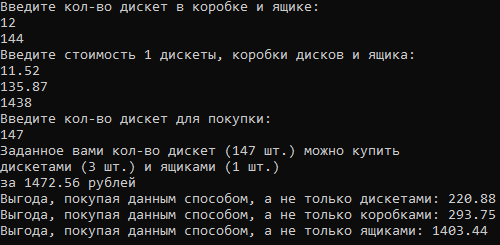 Введите кол-во дискет в коробке и ящике:
12
144
Введите стоимость 1 дискеты, коробки дисков и ящика:
11.52
135.87
1438
Введите кол-во дискет для покупки:
147
Заданное вами кол-во дискет (147 шт.) можно купить
дискетами (3 шт.) и ящиками (1 шт.)
за 1472.56 рублей
Выгода, покупая данным способом, а не только дискетами: 220.88
Выгода, покупая данным способом, а не только коробками: 293.75
Выгода, покупая данным способом, а не только ящиками: 1403.44